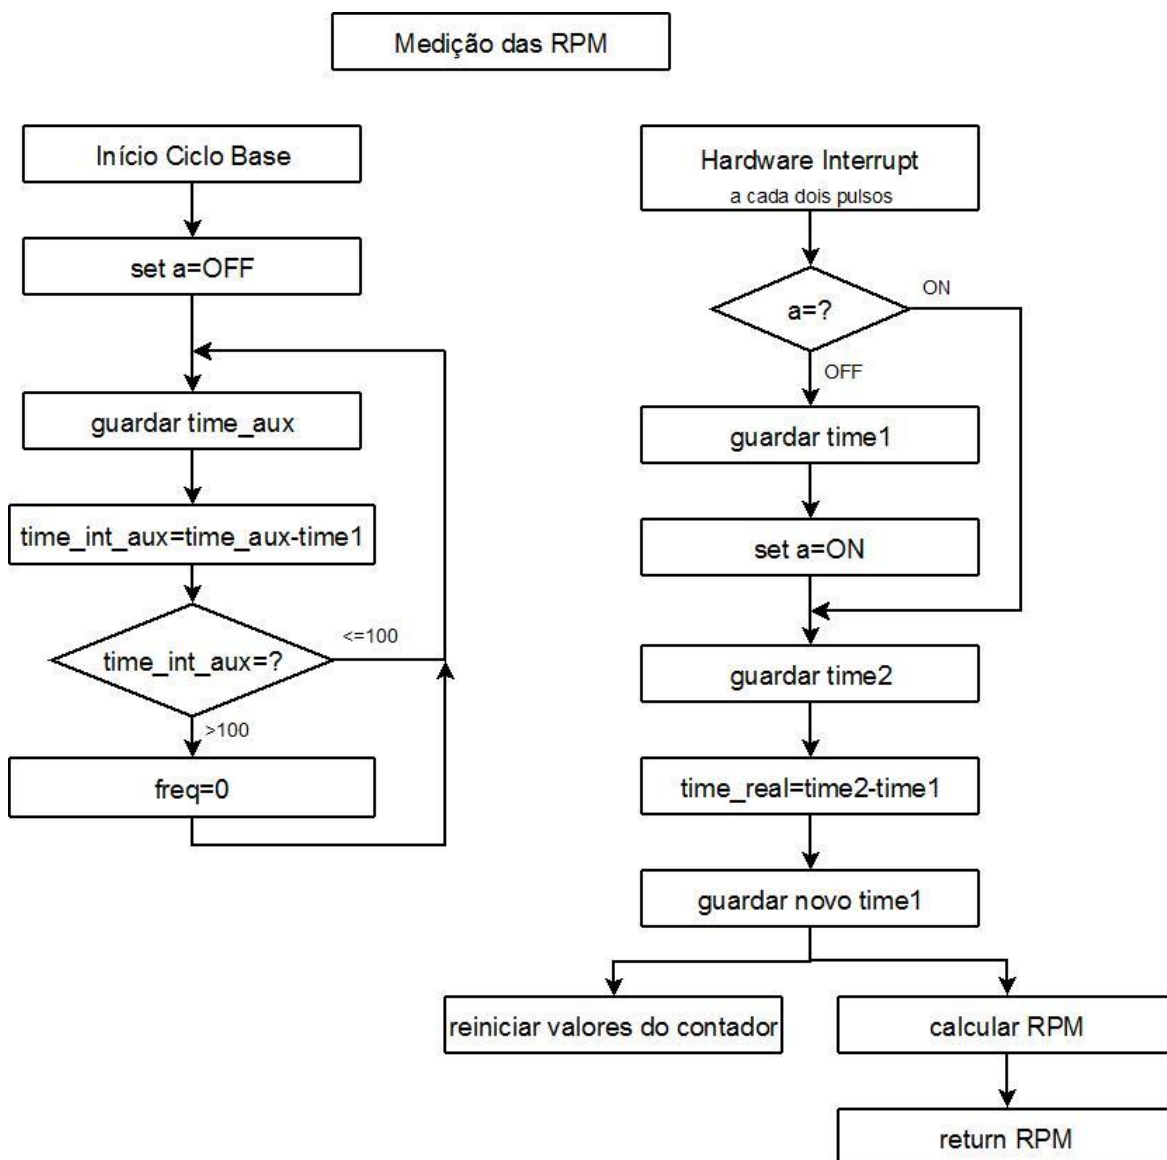 Medição das RPM
Início Ciclo Base
set a=OFF
guardar time_aux
time_int_aux=time_aux-time1
time_int_aux=?
<=100
>100
freq=0
Hardware Interrupt
a cada dois pulsos
a=?
ON
OFF
guardar time1
set a=ON
guardar time2
time_real=time2-time1
guardar novo time1
reiniciar valores do contador
calcular RPM
return RPM